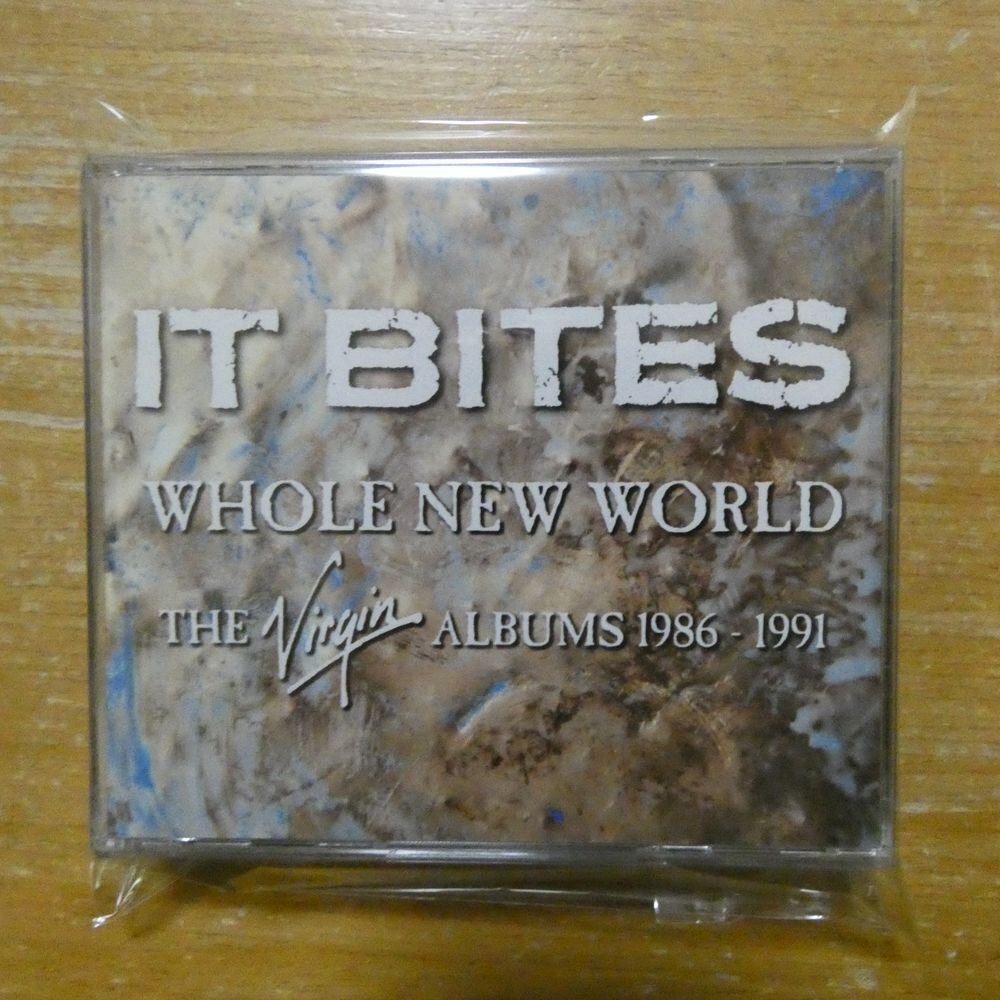 IT BITES
WHOLE NEW WORLD
THE Virgin ALBUMS 1986 - 1991